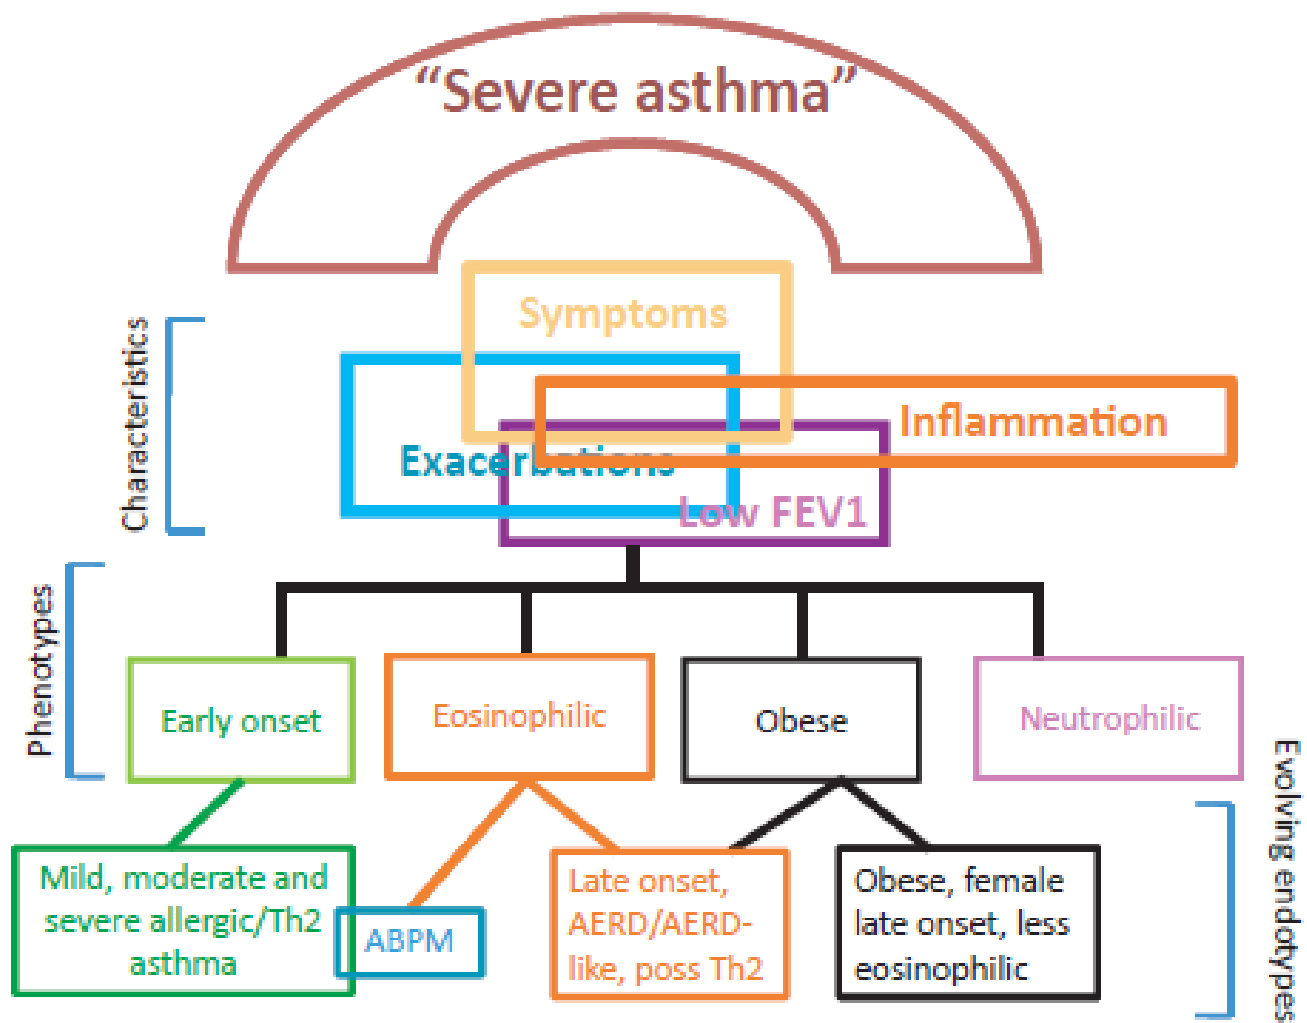 “Severe asthma”
Symptoms
Characteristics
Inflammation
Exacerbations
Low FEV1
Phenotypes
Early onset
Eosinophilic
Obese
Neutrophilic
Evolving endotypes
Mild, moderate and
severe allergic/Th2
asthma
ABPM
Late onset,
AERD/AERD-
like, poss Th2
Obese, female
late onset, less
eosinophilic